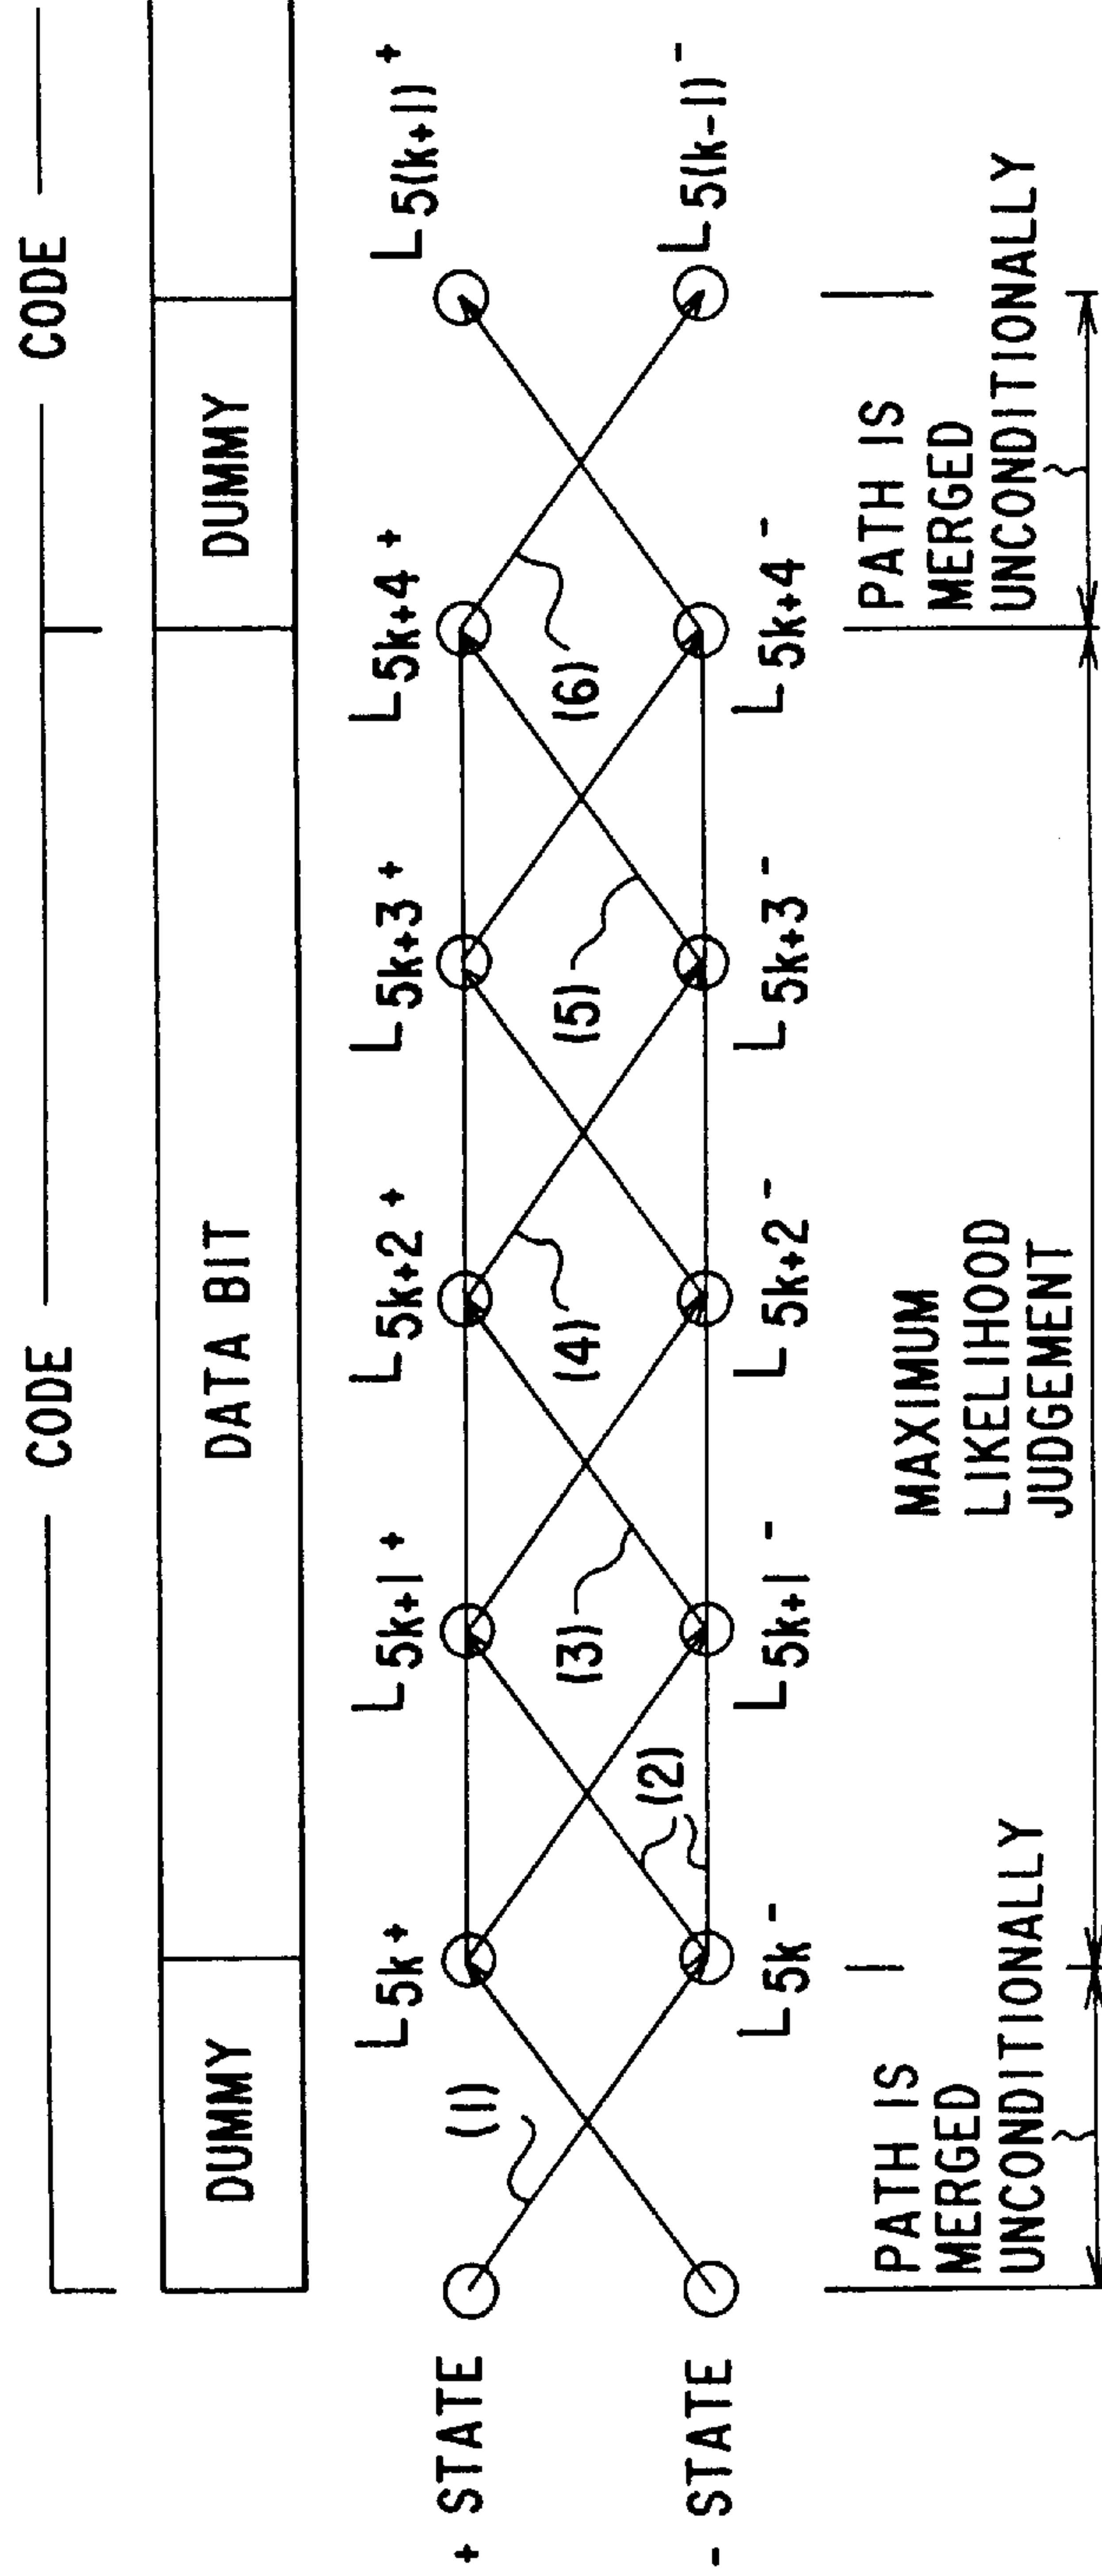 CODE CODE
DUMMY DATA BIT DUMMY
+ STATE
- STATE
L5k+ L5k+1+ L5k+2+ L5k+3+ L5k+4+ L5(k+1)+
(1) (2) (3) (4) (5) (6)
L5k- L5k+1- L5k+2- L5k+3- L5k+4- L5(k-1)-
PATH IS
MERGED
UNCONDITIONALLY
MAXIMUM
LIKELIHOOD
JUDGEMENT
PATH IS
MERGED
UNCONDITIONALLY